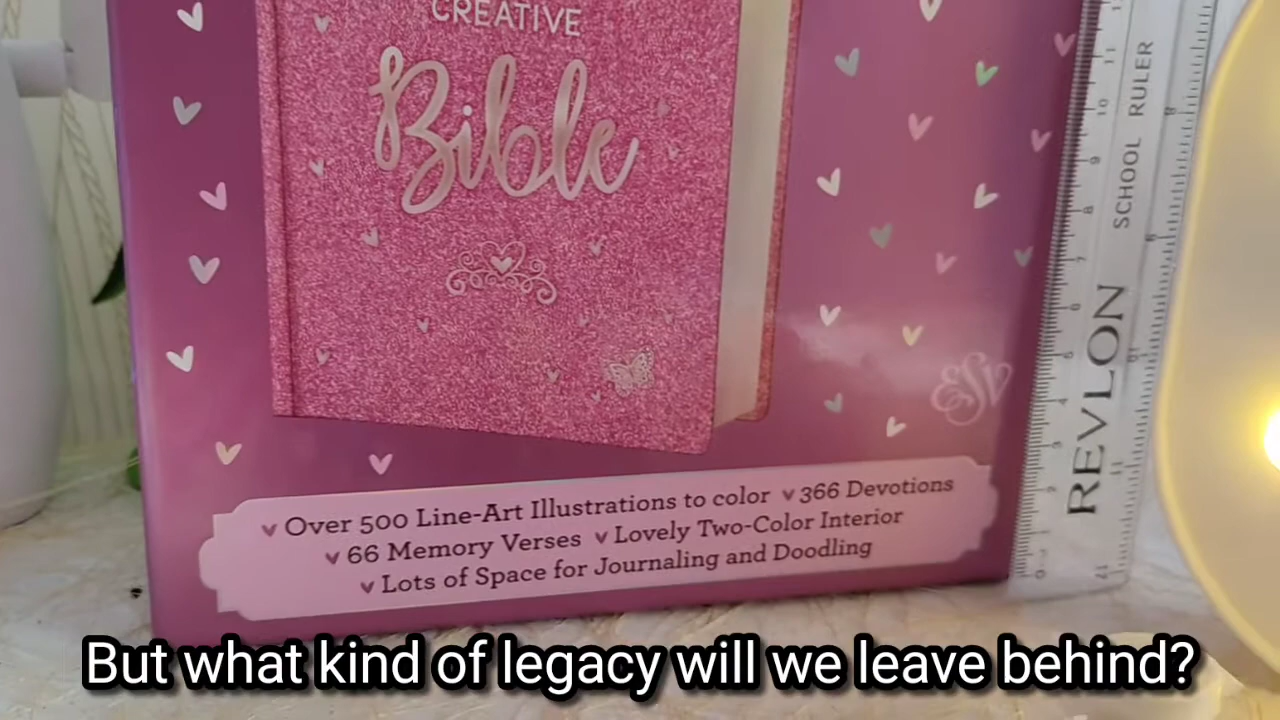 CREATIVE
Bible
ESV
♥ Over 500 Line-Art Illustrations to color ♥ 366 Devotions
♥ 66 Memory Verses ♥ Lovely Two-Color Interior
♥ Lots of Space for Journaling and Doodling
REVLON SCHOOL RULER
But what kind of legacy will we leave behind?